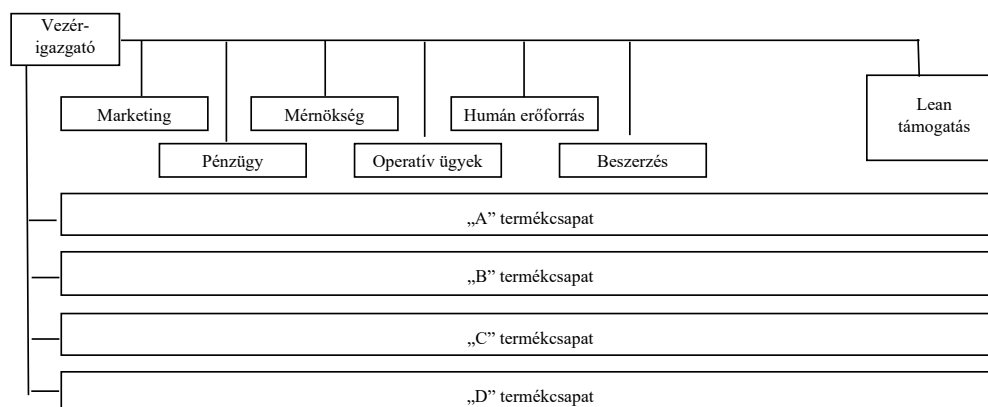 Vezér-
igazgató
Marketing
Mérnökség
Humán erőforrás
Lean
támogatás
Pénzügy
Operatív ügyek
Beszerzés
„A” termékcsapat
„B” termékcsapat
„C” termékcsapat
„D” termékcsapat